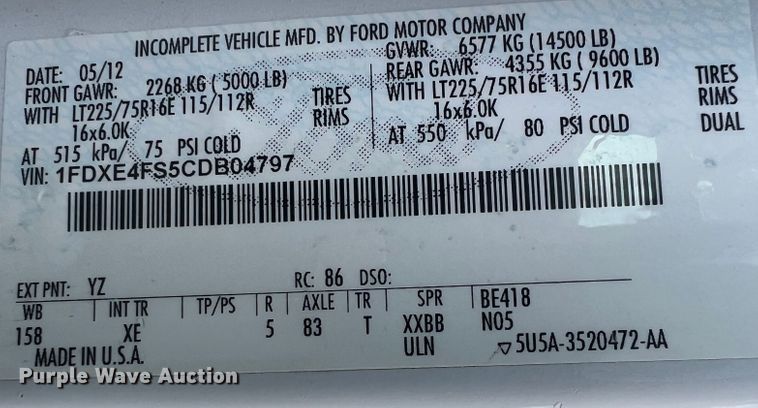 INCOMPLETE VEHICLE MFD. BY FORD MOTOR COMPANY
DATE: 05/12 GVWR: 6577 KG (14500 LB)
FRONT GAWR: 2268 KG ( 5000 LB) REAR GAWR: 4355 KG ( 9600 LB)
WITH LT225/75R16E 115/112R TIRES WITH LT225/75R16E 115/112R TIRES
16x6.0K RIMS 16x6.0K RIMS
AT 515 kPa/ 75 PSI COLD AT 550 kPa/ 80 PSI COLD DUAL
VIN: 1FDXE4FS5CDB04797
EXT PNT: YZ RC: 86 DSO:
WB INT TR TP/PS R AXLE TR SPR BE418
158 XE 5 83 T XXBB N05
MADE IN U.S.A. ULN ▽5U5A-3520472-AA
Purple Wave Auction